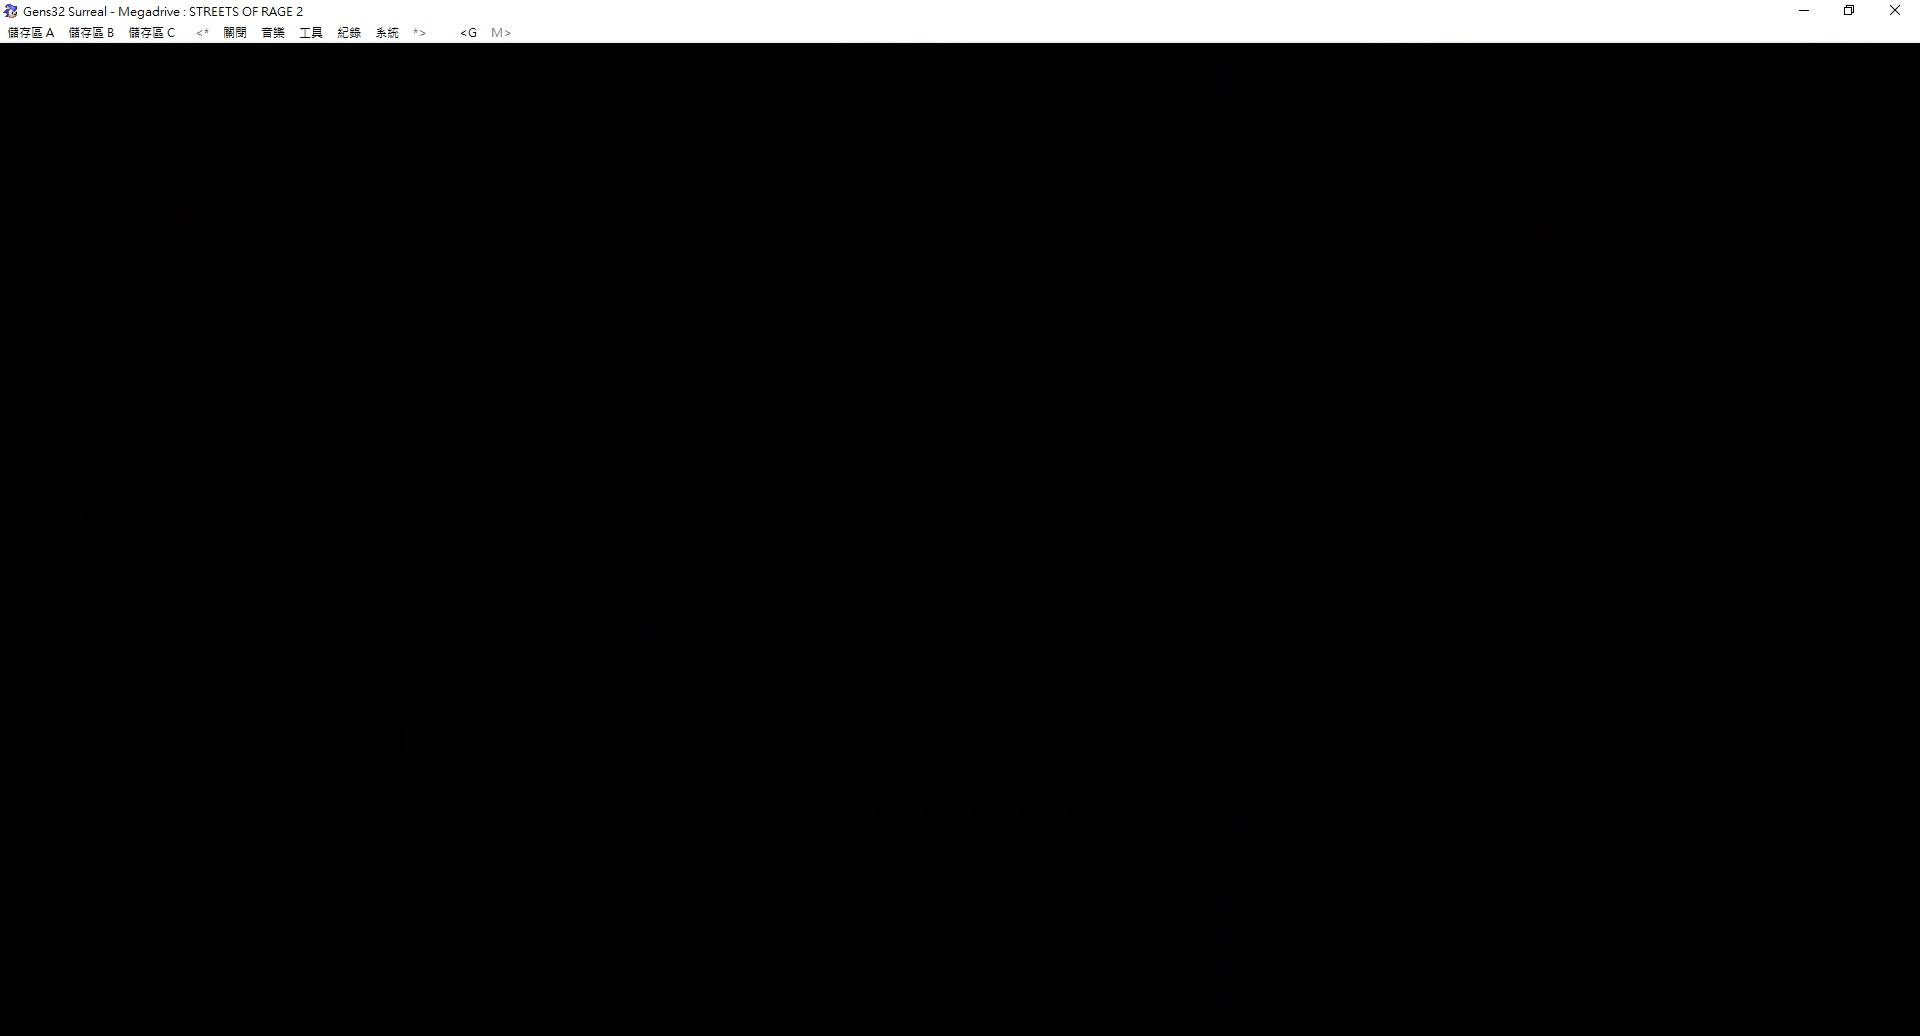 Gens32 Surreal - Megadrive : STREETS OF RAGE 2
儲存區 A 儲存區 B 儲存區 C <* 關閉 音樂 工具 紀錄 系統 *> <G M>